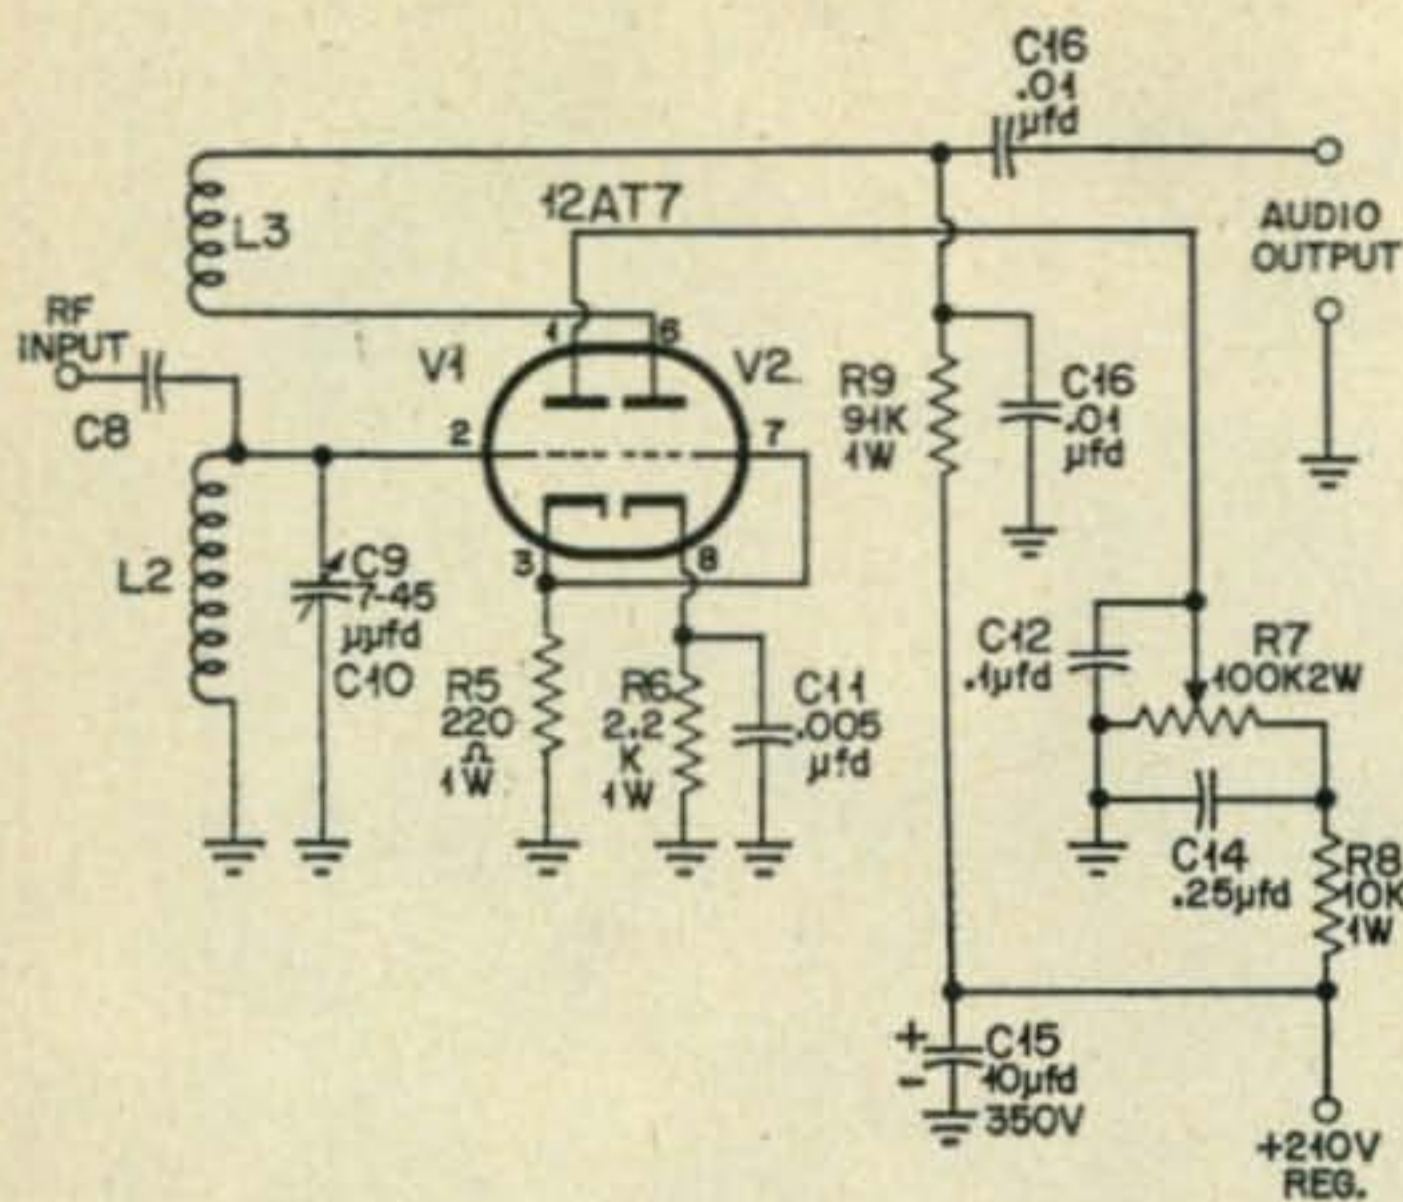 C16
.01
µfd
12AT7
L3
AUDIO
OUTPUT
RF
INPUT
1
6
V1
V2
C8
2
7
R9
91K
1W
C16
.01
µfd
L2
C9
7-45
µµfd
C10
3
8
R5
220
Ω
1W
R6
2.2
K
1W
C11
.005
µfd
C12
.1µfd
R7
100K2W
C14
.25µfd
R8
10K
1W
+
-
C15
10µfd
350V
+210V
REG.